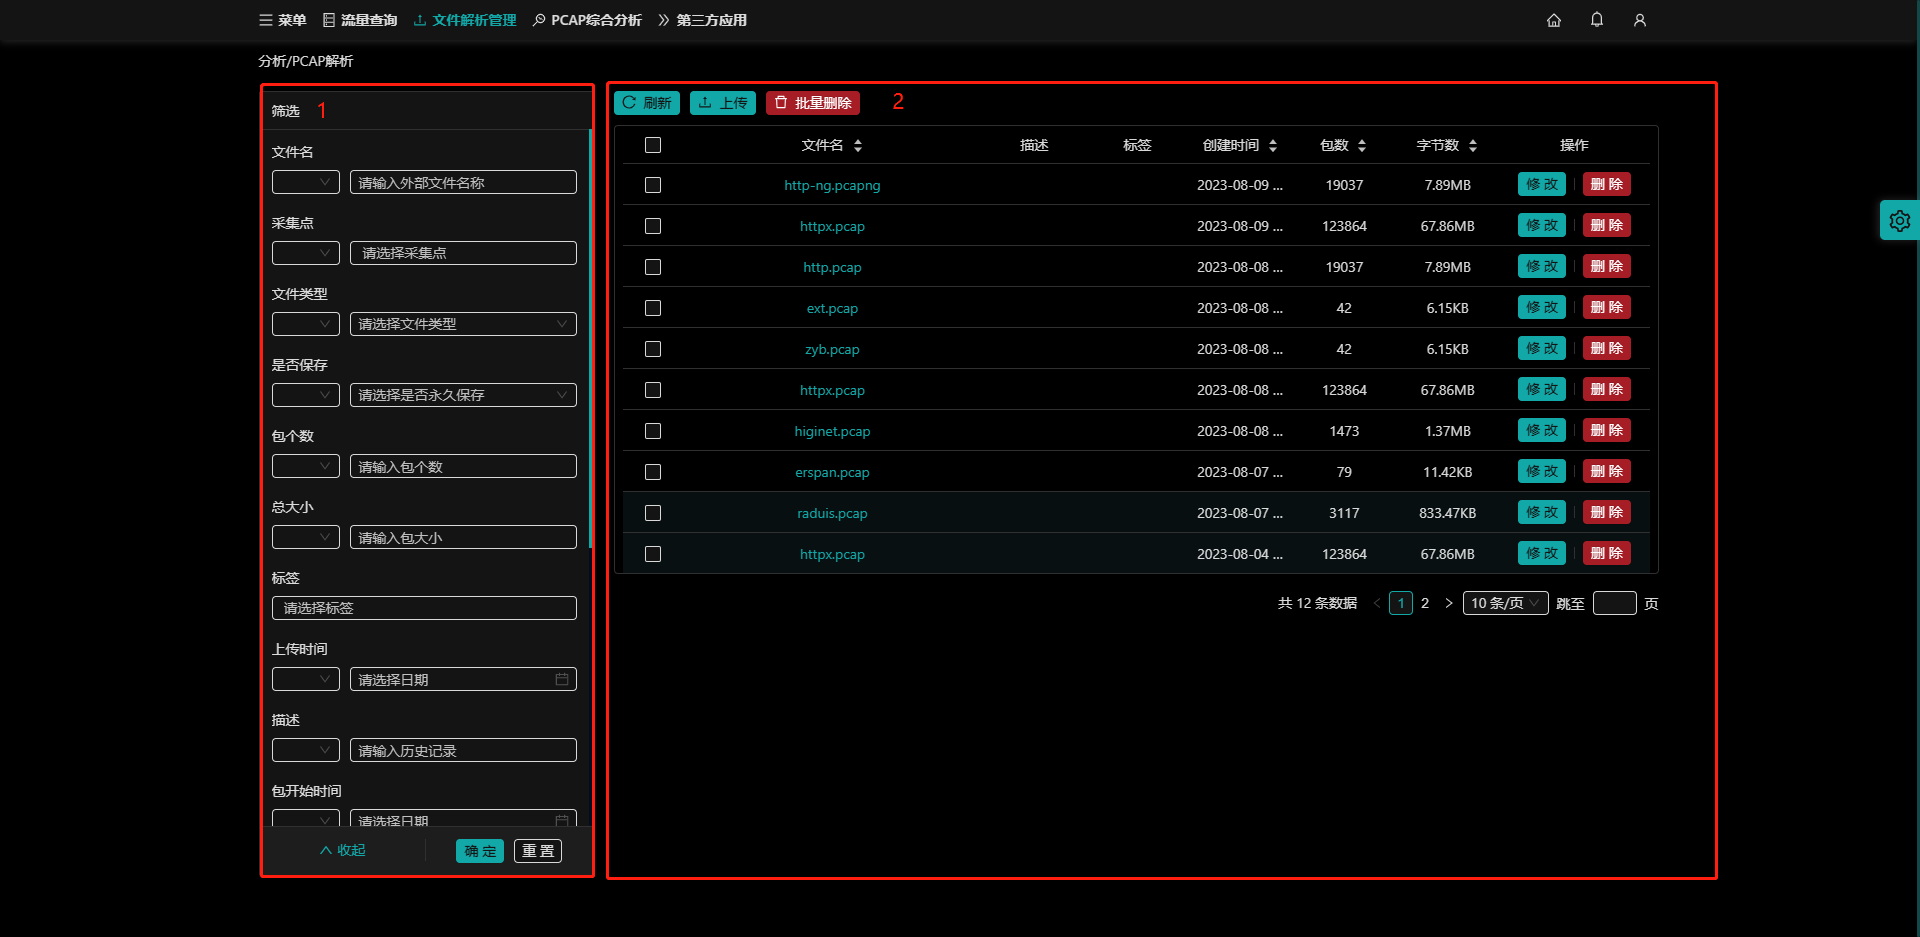 菜单 流量查询 文件解析管理 PCAP综合分析 第三方应用
分析/PCAP解析
筛选 1
文件名
请输入外部文件名称
采集点
请选择采集点
文件类型
请选择文件类型
是否保存
请选择是否永久保存
包个数
请输入包个数
总大小
请输入包大小
标签
请选择标签
上传时间
请选择日期
描述
请输入历史记录
包开始时间
请选择日期
收起 确定 重置
刷新 上传 批量删除 2
文件名 描述 标签 创建时间 包数 字节数 操作
http-ng.pcapng 2023-08-09 ... 19037 7.89MB 修改 删除
httpx.pcap 2023-08-09 ... 123864 67.86MB 修改 删除
http.pcap 2023-08-08 ... 19037 7.89MB 修改 删除
ext.pcap 2023-08-08 ... 42 6.15KB 修改 删除
zyb.pcap 2023-08-08 ... 42 6.15KB 修改 删除
httpx.pcap 2023-08-08 ... 123864 67.86MB 修改 删除
higinet.pcap 2023-08-08 ... 1473 1.37MB 修改 删除
erspan.pcap 2023-08-07 ... 79 11.42KB 修改 删除
raduis.pcap 2023-08-07 ... 3117 833.47KB 修改 删除
httpx.pcap 2023-08-04 ... 123864 67.86MB 修改 删除
共 12 条数据 < 1 2 > 10 条/页 跳至 页